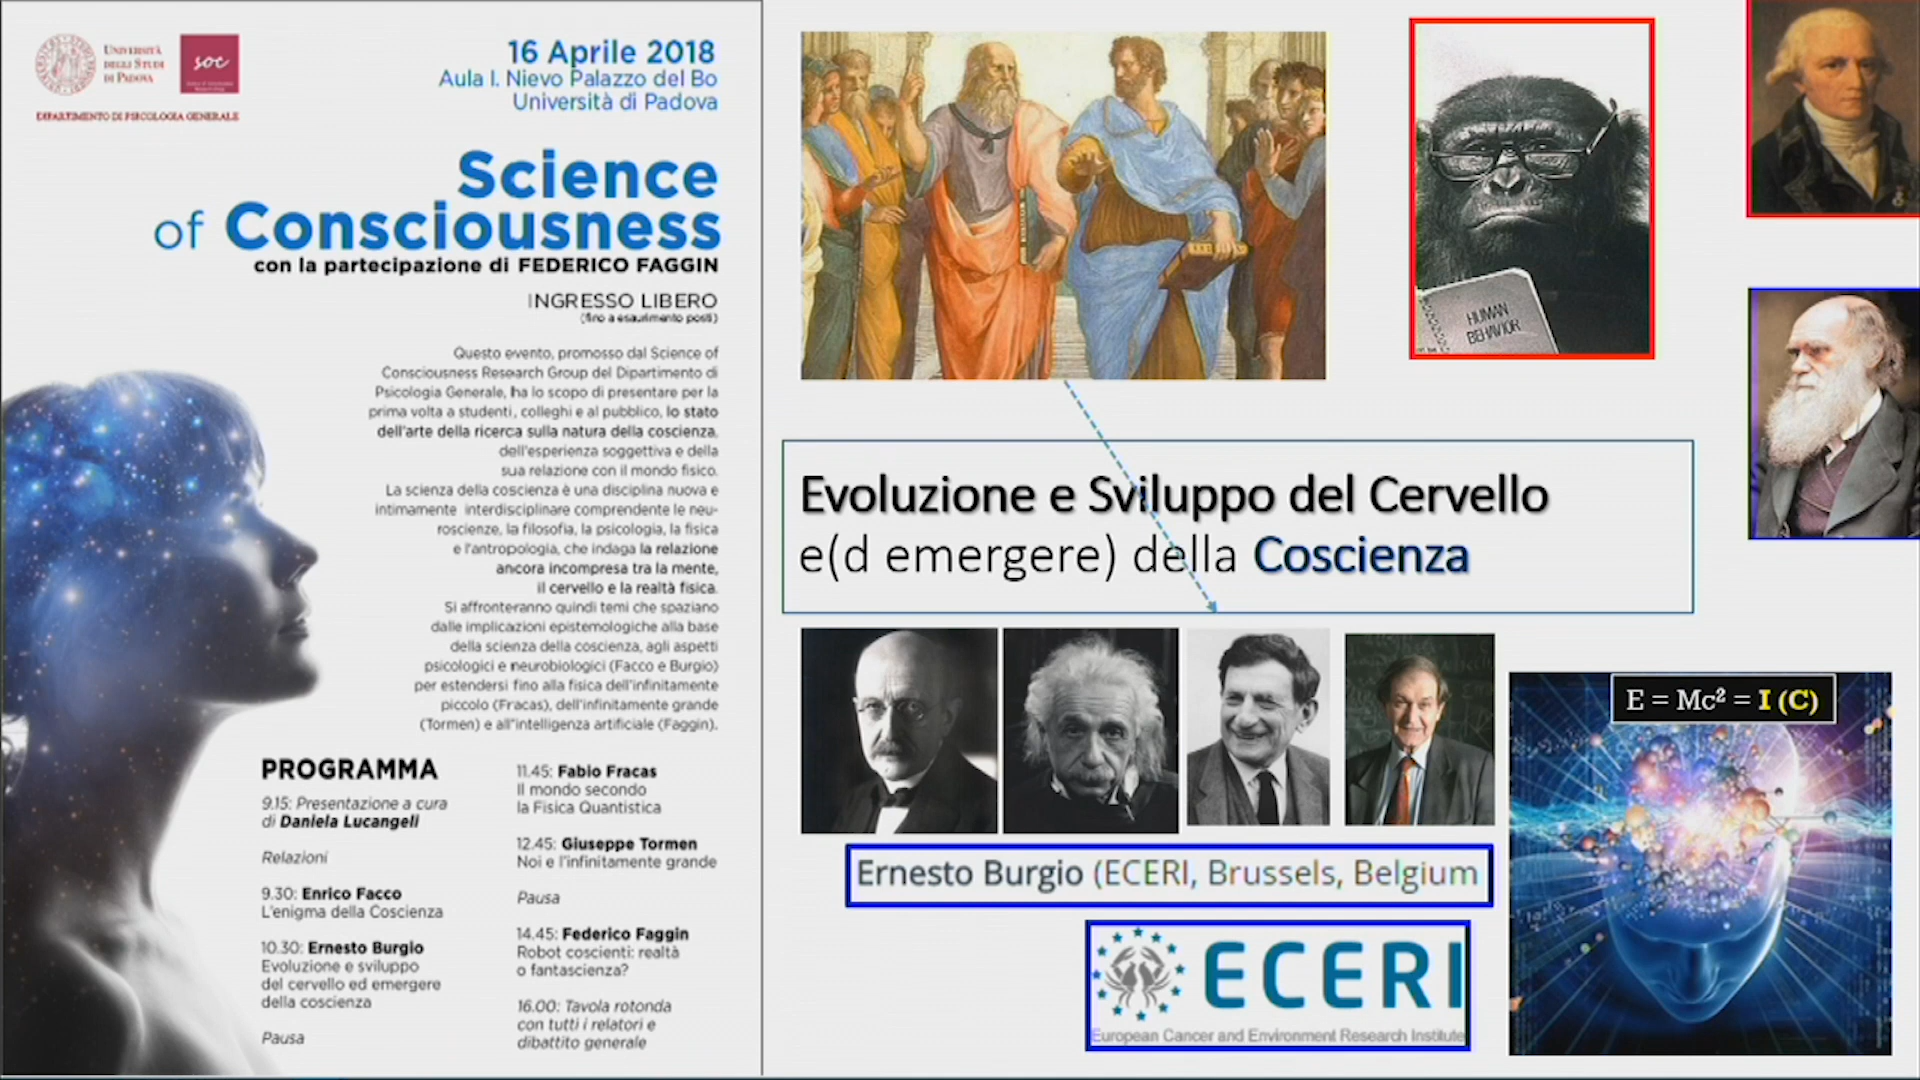 UNIVERSITÀ
DEGLI STUDI
DI PADOVA
soc
DIPARTIMENTO DI PSICOLOGIA GENERALE
16 Aprile 2018
Aula I. Nievo Palazzo del Bo
Università di Padova
Science
of Consciousness
con la partecipazione di FEDERICO FAGGIN
INGRESSO LIBERO
(fino a esaurimento posti)
Questo evento, promosso dal Science of
Consciousness Research Group del Dipartimento di
Psicologia Generale, ha lo scopo di presentare per la
prima volta a studenti, colleghi e al pubblico, lo stato
dell'arte della ricerca sulla natura della coscienza,
dell'esperienza soggettiva e della
sua relazione con il mondo fisico.
La scienza della coscienza è una disciplina nuova e
intimamente interdisciplinare comprendente le neu-
roscienze, la filosofia, la psicologia, la fisica
e l'antropologia, che indaga la relazione
ancora incompresa tra la mente,
il cervello e la realtà fisica.
Si affronteranno quindi temi che spaziano
dalle implicazioni epistemologiche alla base
della scienza della coscienza, agli aspetti
psicologici e neurobiologici (Facco e Burgio)
per estendersi fino alla fisica dell'infinitamente
piccolo (Fracas), dell'infinitamente grande
(Tormen) e all'intelligenza artificiale (Faggin).
PROGRAMMA
9.15: Presentazione a cura
di Daniela Lucangeli
Relazioni
9.30: Enrico Facco
L'enigma della Coscienza
10.30: Ernesto Burgio
Evoluzione e sviluppo
del cervello ed emergere
della coscienza
Pausa
11.45: Fabio Fracas
Il mondo secondo
la Fisica Quantistica
12.45: Giuseppe Tormen
Noi e l'infinitamente grande
Pausa
14.45: Federico Faggin
Robot coscienti: realtà
o fantascienza?
16.00: Tavola rotonda
con tutti i relatori e
dibattito generale
HUMAN
BEHAVIOR
Evoluzione e Sviluppo del Cervello
e(d emergere) della Coscienza
E = Mc² = I (C)
Ernesto Burgio (ECERI, Brussels, Belgium
ECERI
European Cancer and Environment Research Institute